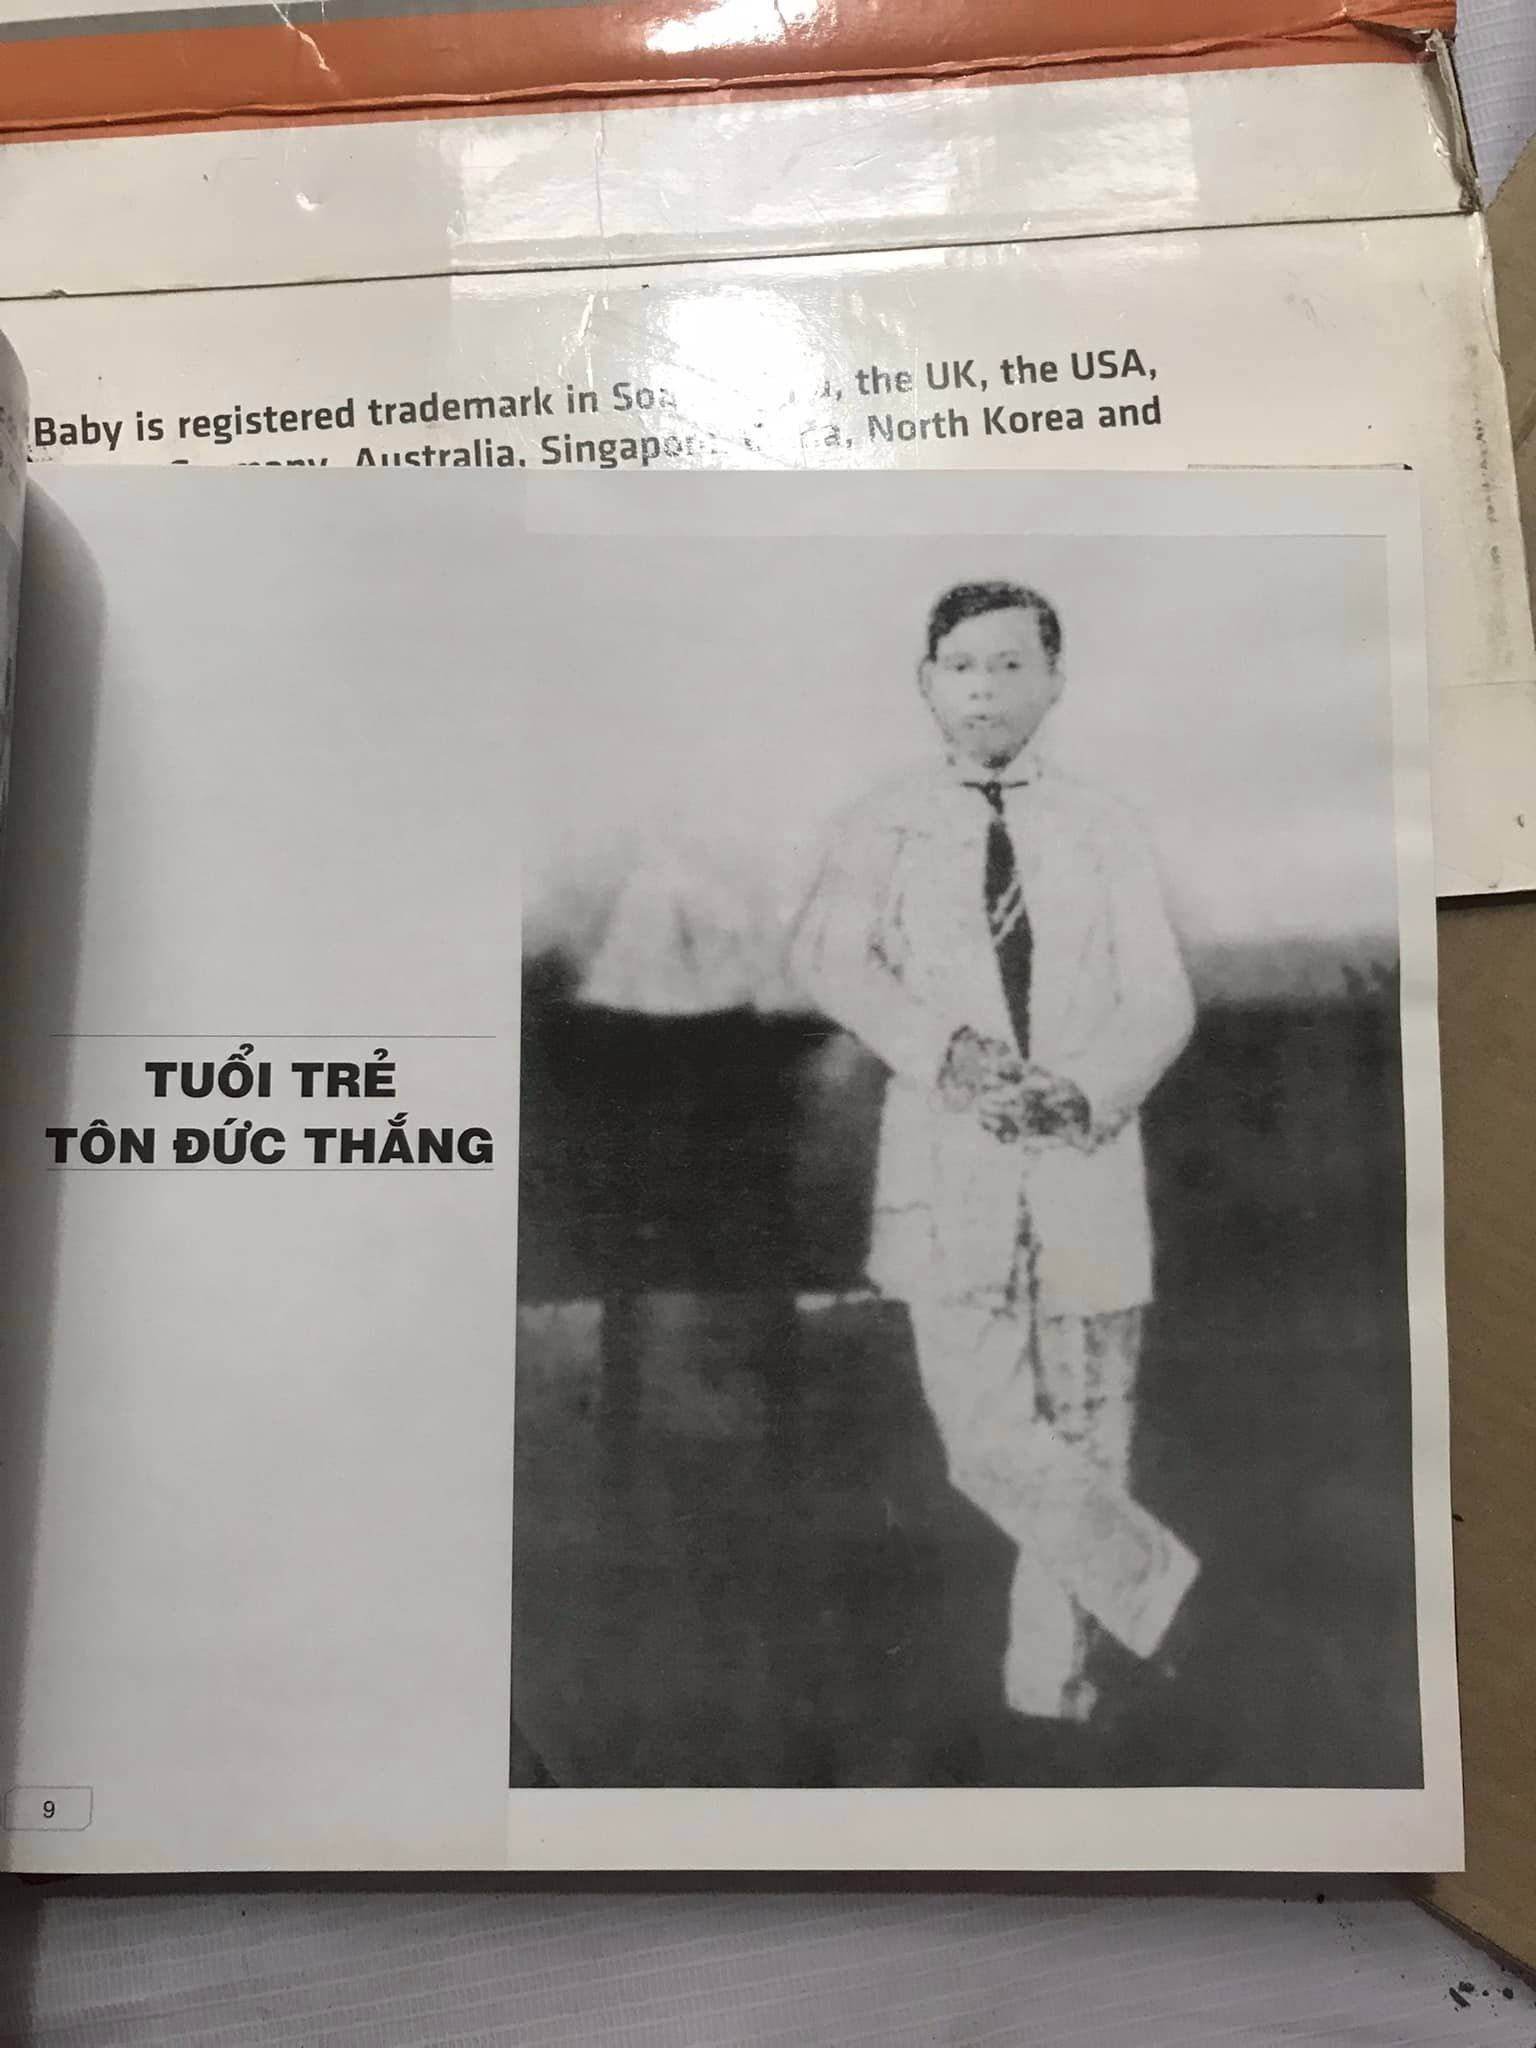 Baby is registered trademark in the UK, the USA,
Australia, North Korea and
TUỔI TRẺ
TÔN ĐỨC THẮNG
9